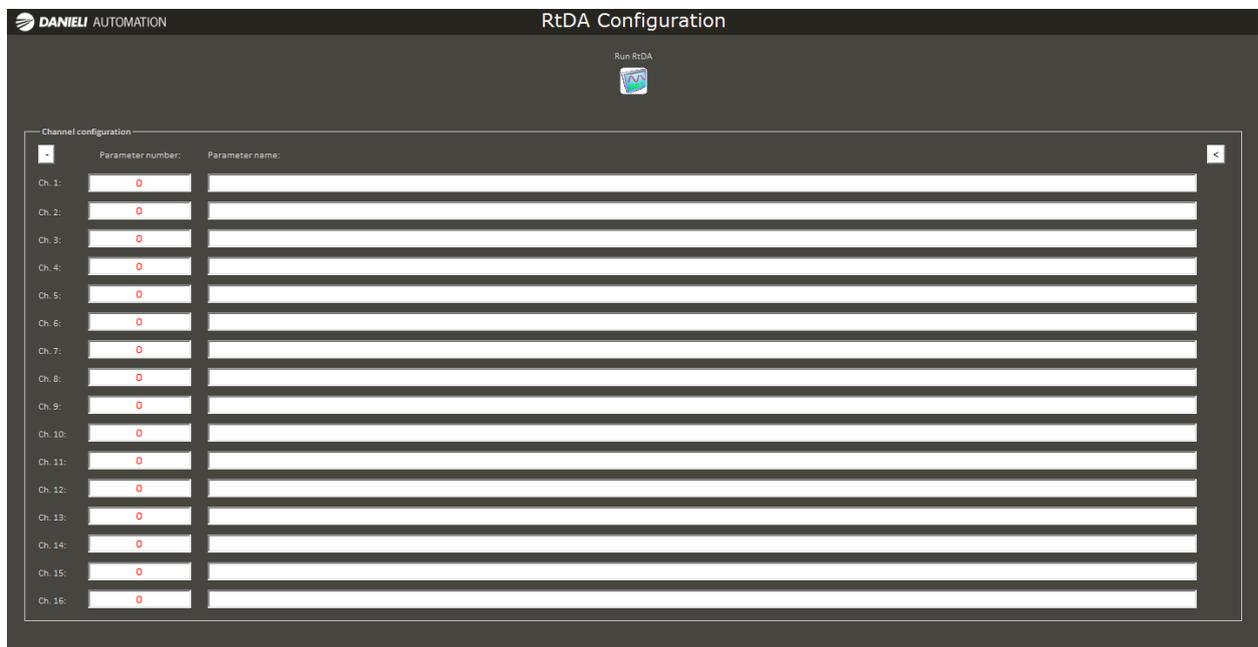 DANIELI AUTOMATION
RtDA Configuration
Run RtDA
Channel configuration
- Parameter number: Parameter name: <
Ch. 1: 0
Ch. 2: 0
Ch. 3: 0
Ch. 4: 0
Ch. 5: 0
Ch. 6: 0
Ch. 7: 0
Ch. 8: 0
Ch. 9: 0
Ch. 10: 0
Ch. 11: 0
Ch. 12: 0
Ch. 13: 0
Ch. 14: 0
Ch. 15: 0
Ch. 16: 0